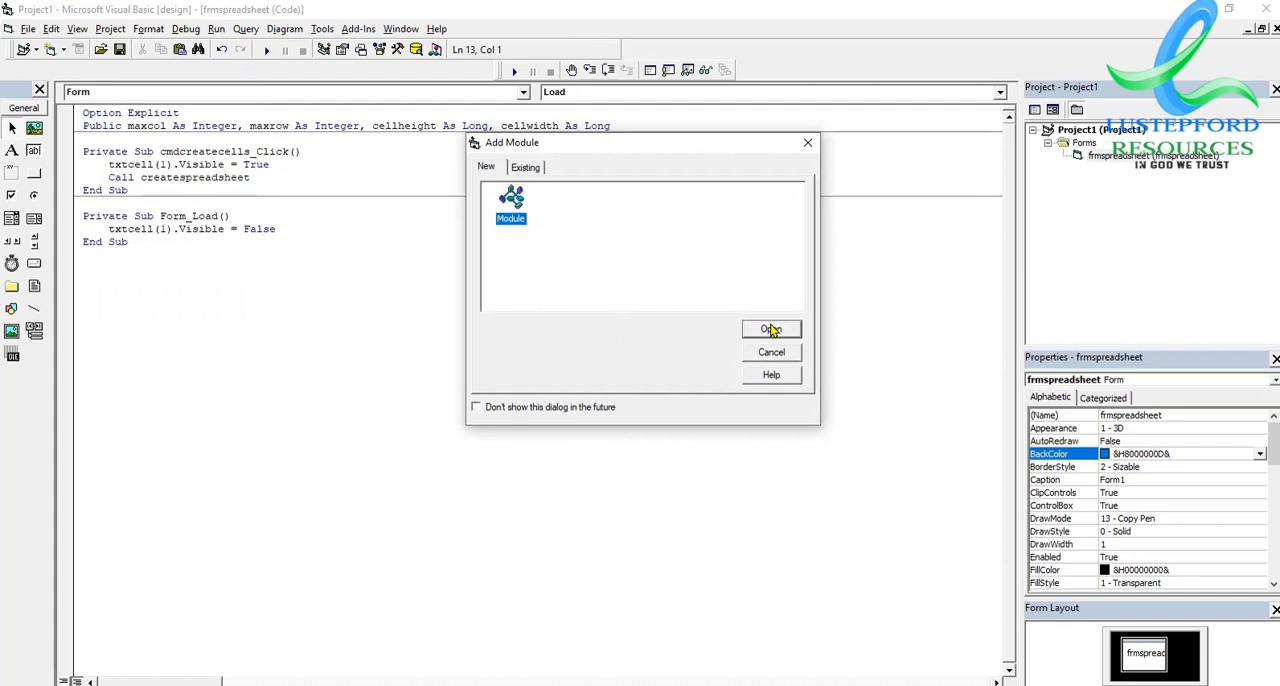 Project1 - Microsoft Visual Basic [design] - [frmspreadsheet (Code)]
File Edit View Project Format Debug Run Query Diagram Tools Add-Ins Window Help
Ln 13, Col 1
General
Form
Load
Option Explicit
Public maxcol As Integer, maxrow As Integer, cellheight As Long, cellwidth As Long
Private Sub cmdcreatecells_Click()
txtcell(1).Visible = True
Call createspreadsheet
End Sub
Private Sub Form_Load()
txtcell(1).Visible = False
End Sub
Add Module
New
Existing
Module
Open
Cancel
Help
Don't show this dialog in the future
Project - Project1
Project1 (Project1)
Forms
frmspreadsheet (frmspreadsheet)
LUSTEPFORD
RESOURCES
IN GOD WE TRUST
Properties - frmspreadsheet
frmspreadsheet Form
Alphabetic
Categorized
(Name) frmspreadsheet
Appearance 1 - 3D
AutoRedraw False
BackColor &H8000000D&
BorderStyle 2 - Sizable
Caption Form1
ClipControls True
ControlBox True
DrawMode 13 - Copy Pen
DrawStyle 0 - Solid
DrawWidth 1
Enabled True
FillColor &H00000000&
FillStyle 1 - Transparent
Form Layout
frmspread